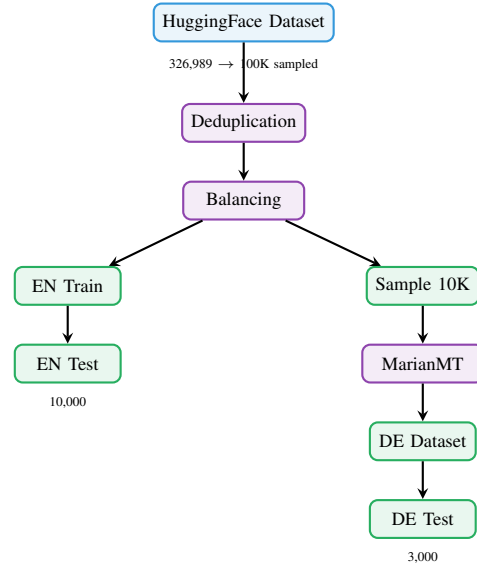 HuggingFace Dataset
326,989 → 100K sampled
Deduplication
Balancing
EN Train
Sample 10K
EN Test
MarianMT
10,000
DE Dataset
DE Test
3,000